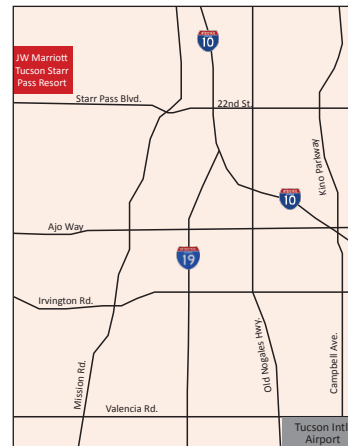 10
JW Marriott
Tucson Starr
Pass Resort
Starr Pass Blvd.
22nd St.
Kino Parkway
10
Ajo Way
19
Irvington Rd.
Old Nogales Hwy.
Campbell Ave.
Mission Rd.
Valencia Rd.
Tucson Intl
Airport